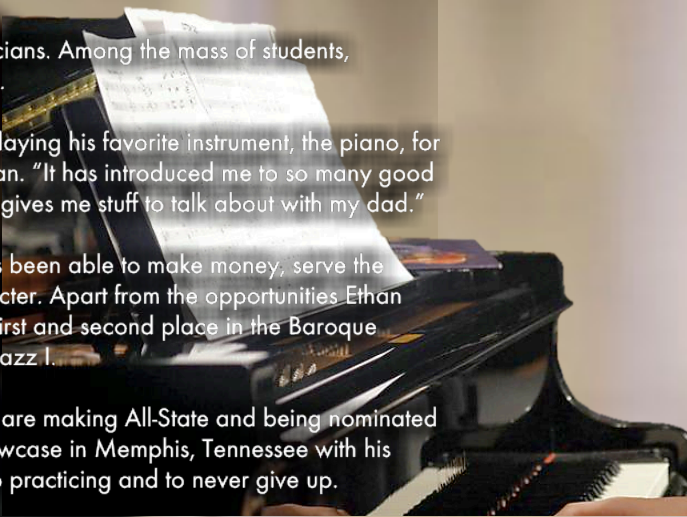 cians. Among the mass of students,
.
laying his favorite instrument, the piano, for
an. “It has introduced me to so many good
gives me stuff to talk about with my dad.”
s been able to make money, serve the
cter. Apart from the opportunities Ethan
irst and second place in the Baroque
azz I.
are making All-State and being nominated
wcase in Memphis, Tennessee with his
practicing and to never give up.